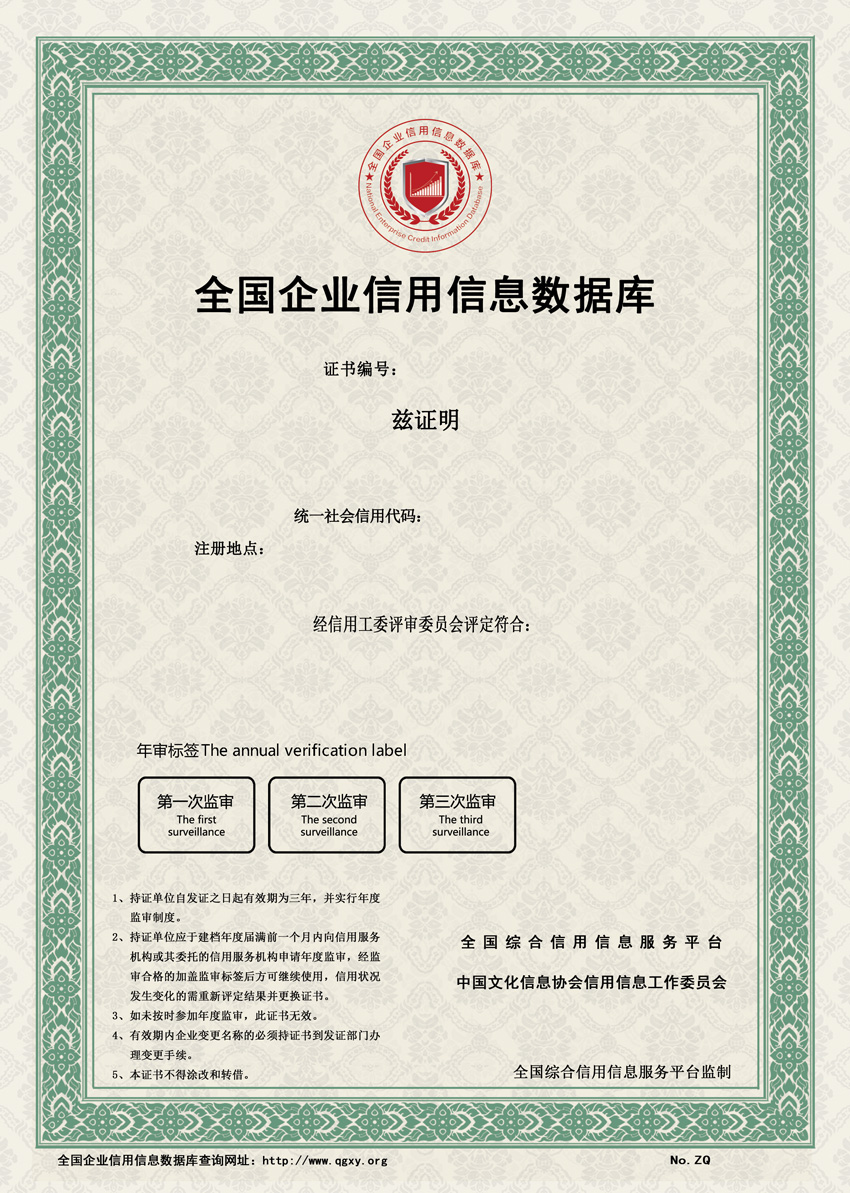 全国企业信用信息数据库
National Enterprise Credit Information Database
全国企业信用信息数据库
证书编号：
兹证明
统一社会信用代码：
注册地点：
经信用工委评审委员会评定符合：
年审标签The annual verification label
第一次监审
The first
surveillance
第二次监审
The second
surveillance
第三次监审
The third
surveillance
1、持证单位自发证之日起有效期为三年，并实行年度
监审制度。
2、持证单位应于建档年度届满前一个月内向信用服务
机构或其委托的信用服务机构申请年度监审，经监
审合格的加盖监审标签后方可继续使用，信用状况
发生变化的需重新评定结果并更换证书。
3、如未按时参加年度监审，此证书无效。
4、有效期内企业变更名称的必须持证书到发证部门办
理变更手续。
5、本证书不得涂改和转借。
全国综合信用信息服务平台
中国文化信息协会信用信息工作委员会
全国综合信用信息服务平台监制
全国企业信用信息数据库查询网址：http://www.qgxy.org
No.ZQ